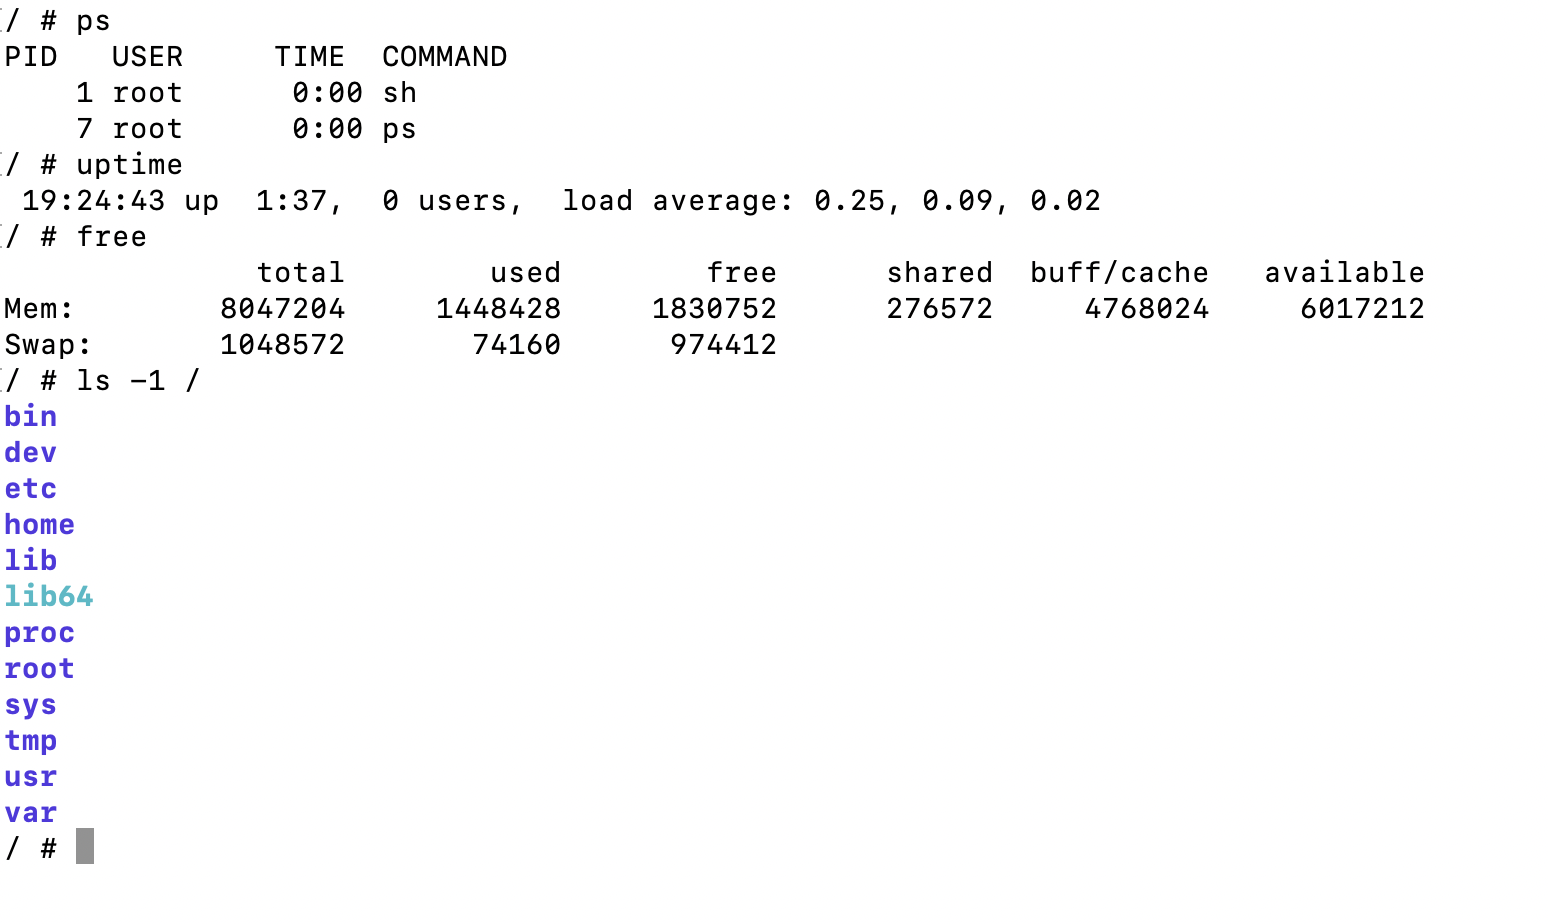 / # ps
PID   USER     TIME  COMMAND
    1 root      0:00 sh
    7 root      0:00 ps
/ # uptime
 19:24:43 up  1:37,  0 users,  load average: 0.25, 0.09, 0.02
/ # free
              total        used        free      shared  buff/cache   available
Mem:        8047204     1448428     1830752      276572     4768024     6017212
Swap:       1048572       74160      974412
/ # ls -1 /
bin
dev
etc
home
lib
lib64
proc
root
sys
tmp
usr
var
/ #